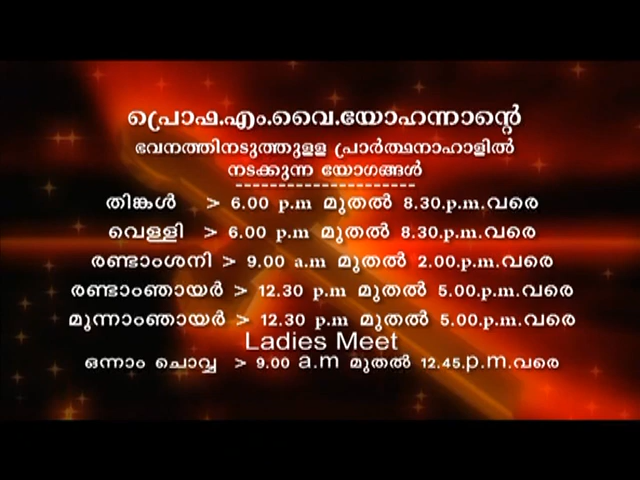 പ്രൊഫ.എം.വൈ.യോഹന്നാന്റെ
ഭവനത്തിനടുത്തുളള പ്രാർത്ഥനാഹാളിൽ
നടക്കുന്ന യോഗങ്ങൾ
---------------------
തിങ്കൾ > 6.00 p.m മുതൽ 8.30.p.m.വരെ
വെള്ളി > 6.00 p.m മുതൽ 8.30.p.m.വരെ
രണ്ടാംശനി > 9.00 a.m മുതൽ 2.00.p.m.വരെ
രണ്ടാംഞായർ > 12.30 p.m മുതൽ 5.00.p.m.വരെ
മൂന്നാംഞായർ > 12.30 p.m മുതൽ 5.00.p.m.വരെ
Ladies Meet
ഒന്നാം ചൊവ്വ > 9.00 a.m മുതൽ 12.45.p.m.വരെ